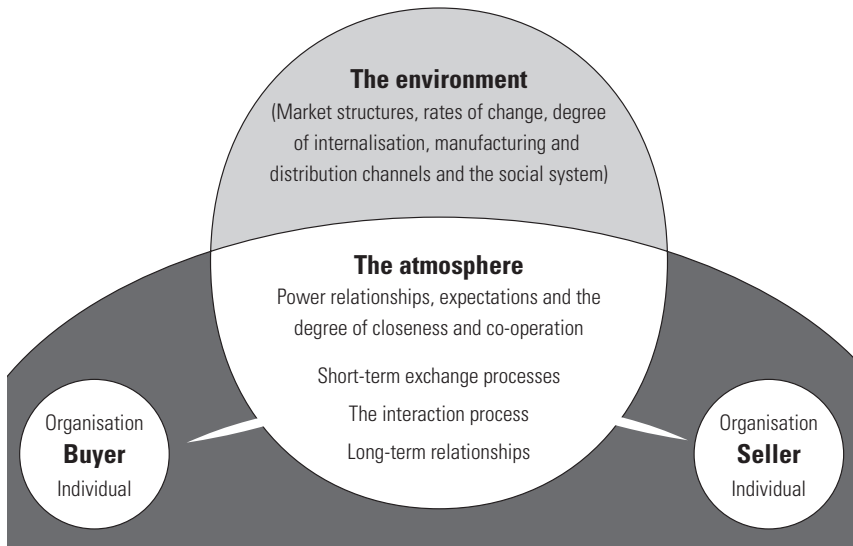 The environment
(Market structures, rates of change, degree
of internalisation, manufacturing and
distribution channels and the social system)
The atmosphere
Power relationships, expectations and the
degree of closeness and co-operation
Short-term exchange processes
The interaction process
Long-term relationships
Organisation
Buyer
Individual
Organisation
Seller
Individual